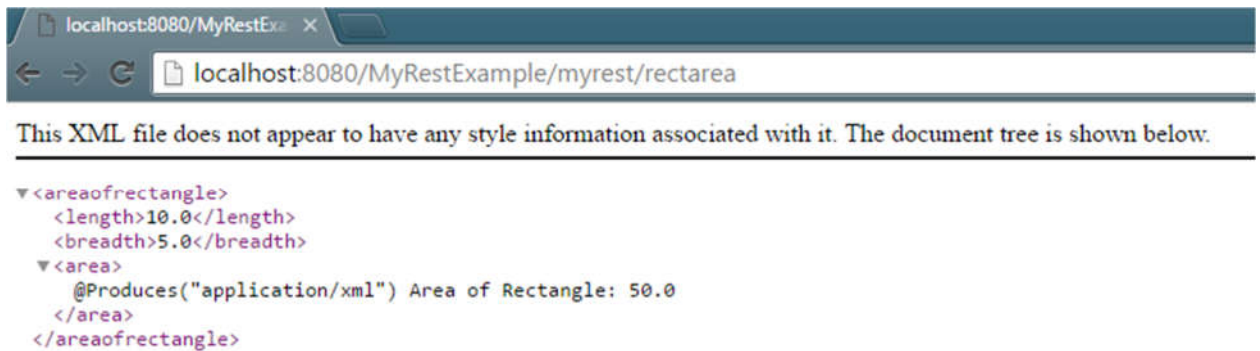 localhost:8080/MyRestExa
localhost:8080/MyRestExample/myrest/rectarea
This XML file does not appear to have any style information associated with it. The document tree is shown below.
▼<areaofrectangle>
<length>10.0</length>
<breadth>5.0</breadth>
▼<area>
@Produces("application/xml") Area of Rectangle: 50.0
</area>
</areaofrectangle>